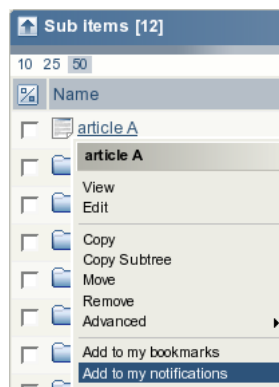 Sub items [12]
10 25 50
Name
article A
article A
View
Edit
Copy
Copy Subtree
Move
Remove
Advanced
Add to my bookmarks
Add to my notifications